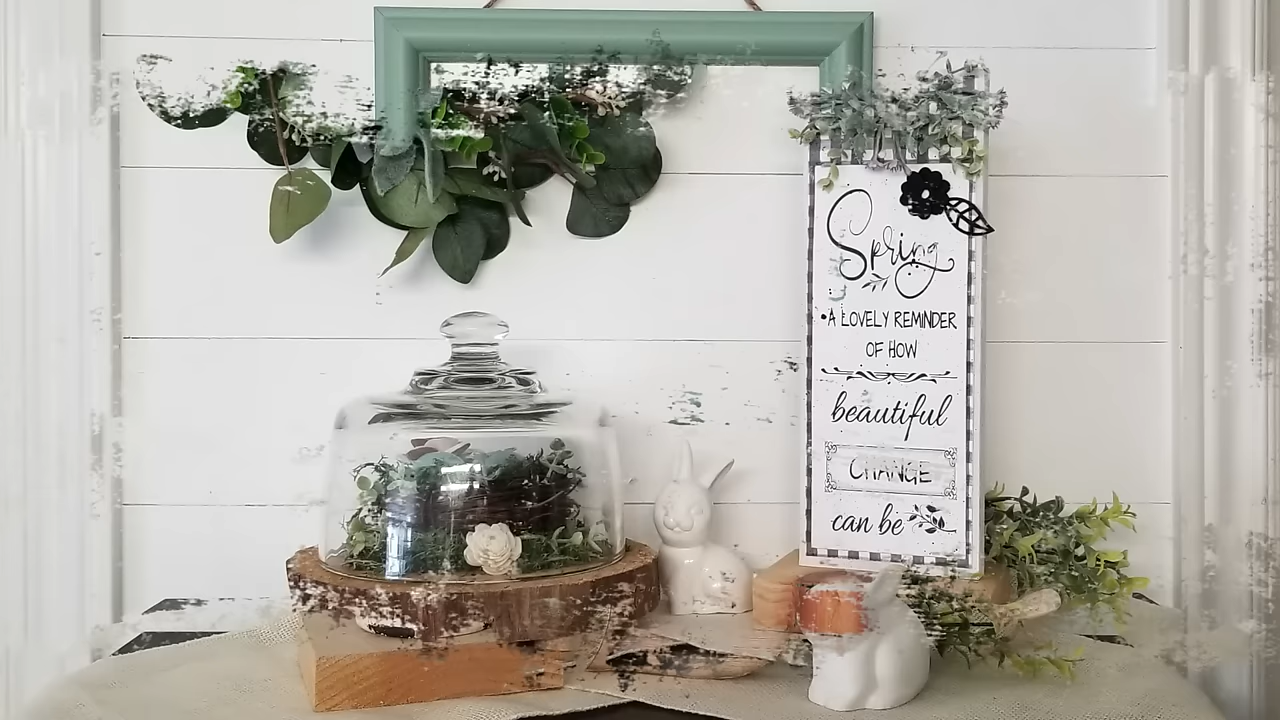 Spring
•A LOVELY REMINDER
OF HOW
beautiful
CHANGE
can be